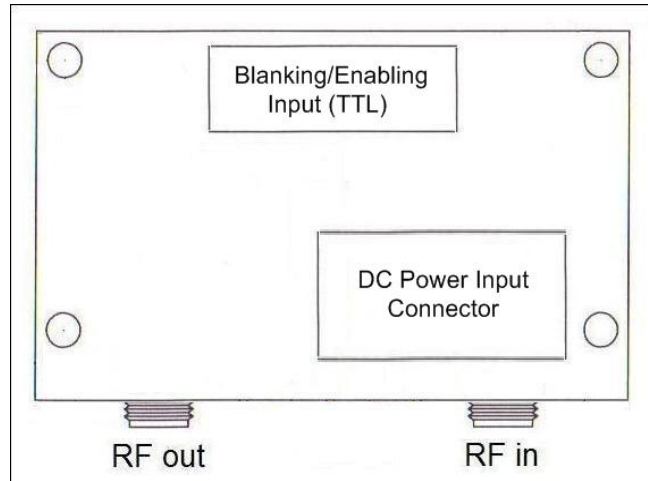 Blanking/Enabling
Input (TTL)
DC Power Input
Connector
RF out
RF in